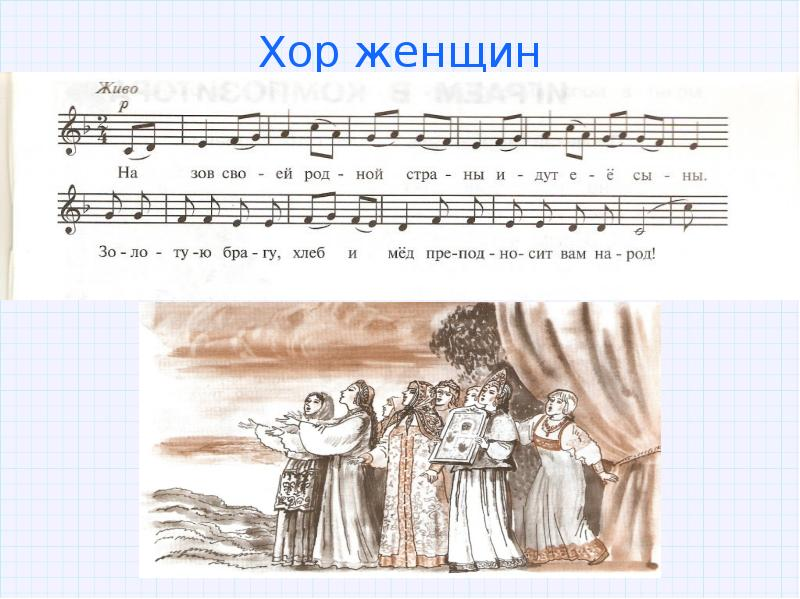 Хор женщин
Живо
p
На зов сво - ей род - ной стра - ны и - дут е - ё сы - ны.
Зо - ло - ту - ю бра - гу, хлеб и мёд пре-под - но- сит вам на - род!